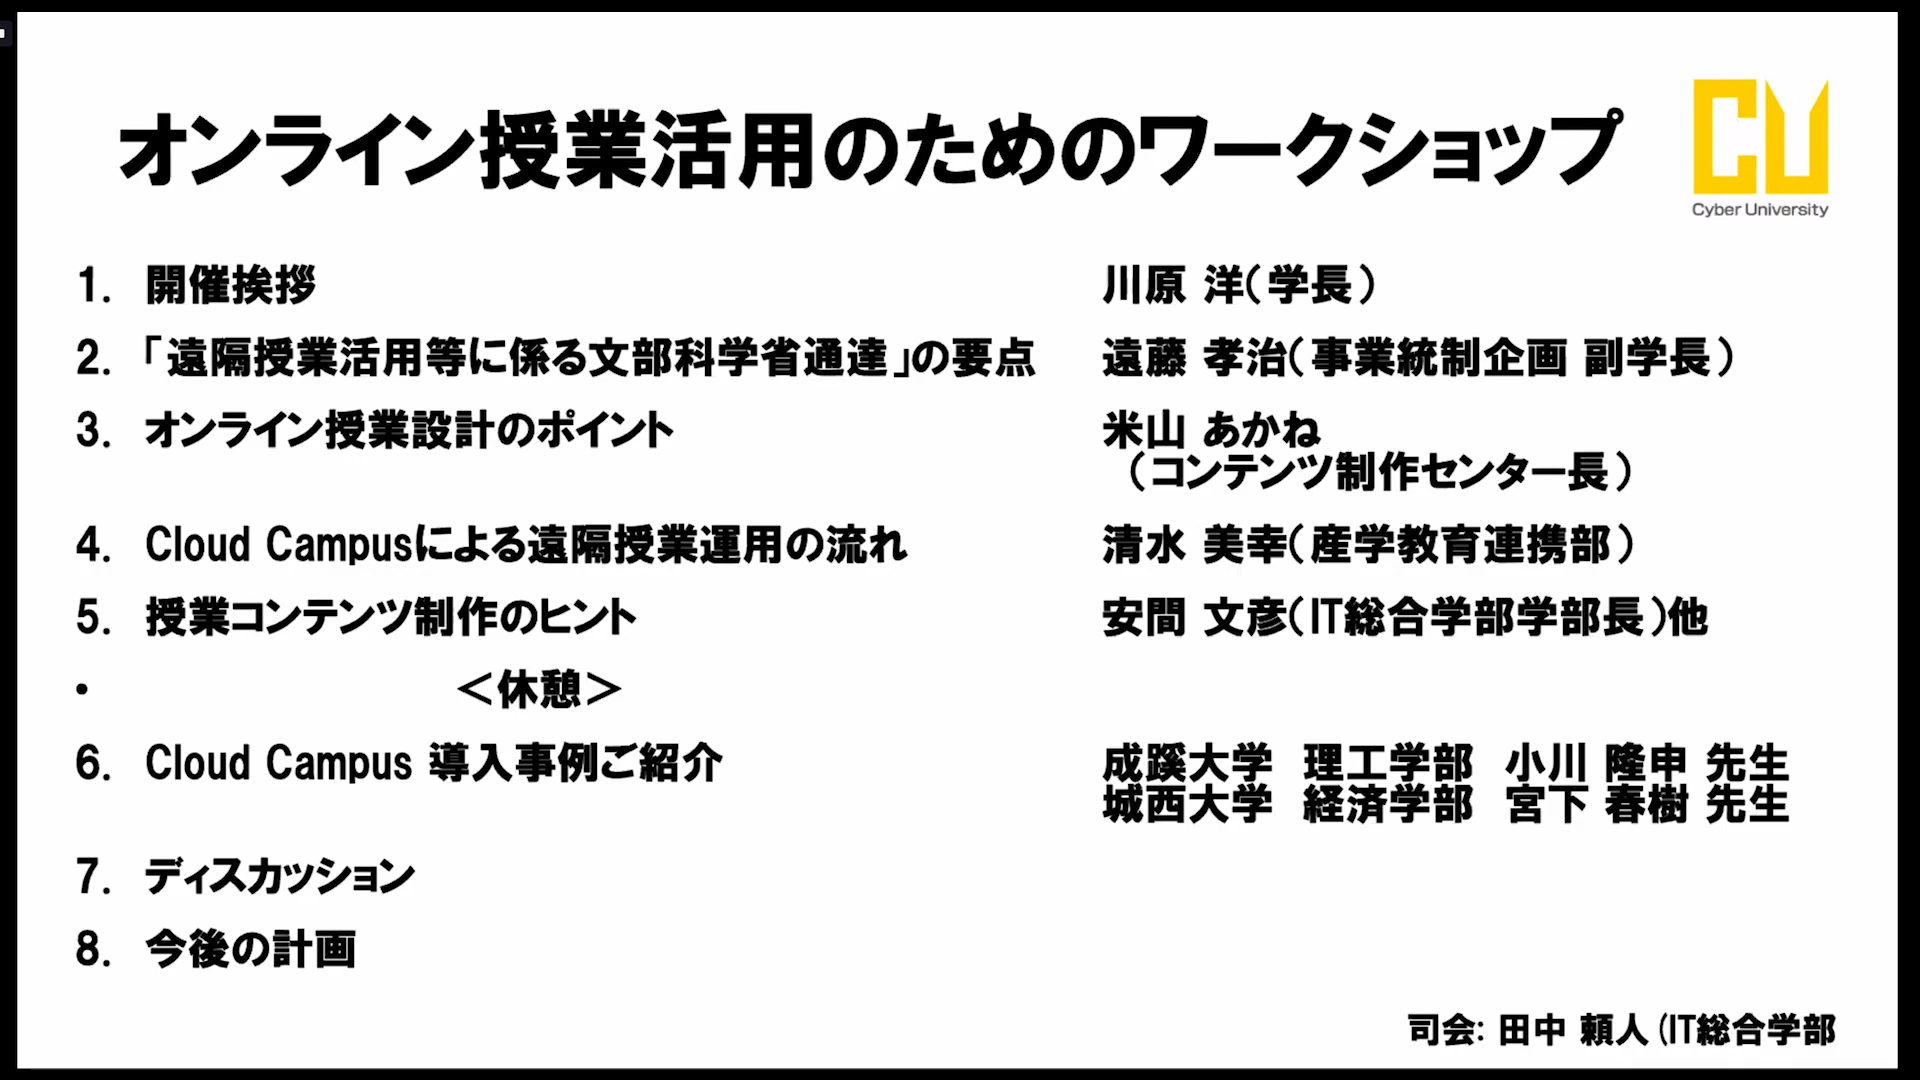 オンライン授業活用のためのワークショップ
CU
Cyber University
1. 開催挨拶 川原 洋(学長)
2. 「遠隔授業活用等に係る文部科学省通達」の要点 遠藤 孝治(事業統制企画 副学長)
3. オンライン授業設計のポイント 米山 あかね
(コンテンツ制作センター長)
4. Cloud Campusによる遠隔授業運用の流れ 清水 美幸(産学教育連携部)
5. 授業コンテンツ制作のヒント 安間 文彦(IT総合学部学部長)他
• <休憩>
6. Cloud Campus 導入事例ご紹介 成蹊大学 理工学部 小川 隆申 先生
城西大学 経済学部 宮下 春樹 先生
7. ディスカッション
8. 今後の計画
司会: 田中 頼人(IT総合学部